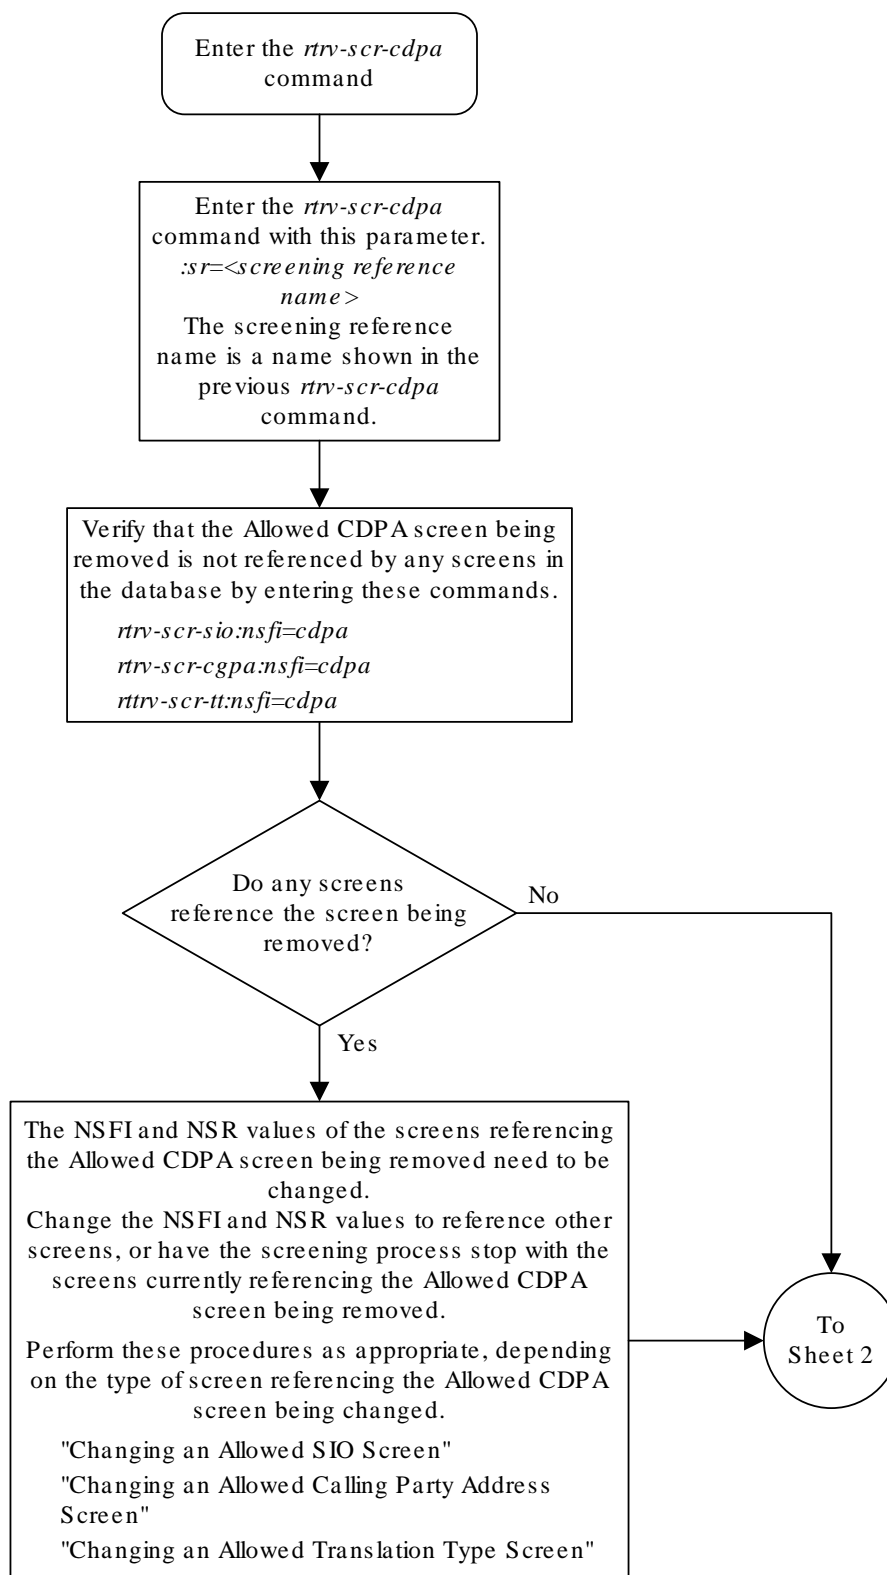 Enter the rtrv-scr-cdpa
command
Enter the rtrv-scr-cdpa
command with this parameter.
:sr=<screening reference
name>
The screening reference
name is a name shown in the
previous rtrv-scr-cdpa
command.
Verify that the Allowed CDPA screen being
removed is not referenced by any screens in
the database by entering these commands.
rtrv-scr-sio:nsfi=cdpa
rtrv-scr-cgpa:nsfi=cdpa
rttrv-scr-tt:nsfi=cdpa
Do any screens
reference the screen being
removed?
No
Yes
The NSFI and NSR values of the screens referencing
the Allowed CDPA screen being removed need to be
changed.
Change the NSFI and NSR values to reference other
screens, or have the screening process stop with the
screens currently referencing the Allowed CDPA
screen being removed.
Perform these procedures as appropriate, depending
on the type of screen referencing the Allowed CDPA
screen being changed.
"Changing an Allowed SIO Screen"
"Changing an Allowed Calling Party Address
Screen"
"Changing an Allowed Translation Type Screen"
To
Sheet 2